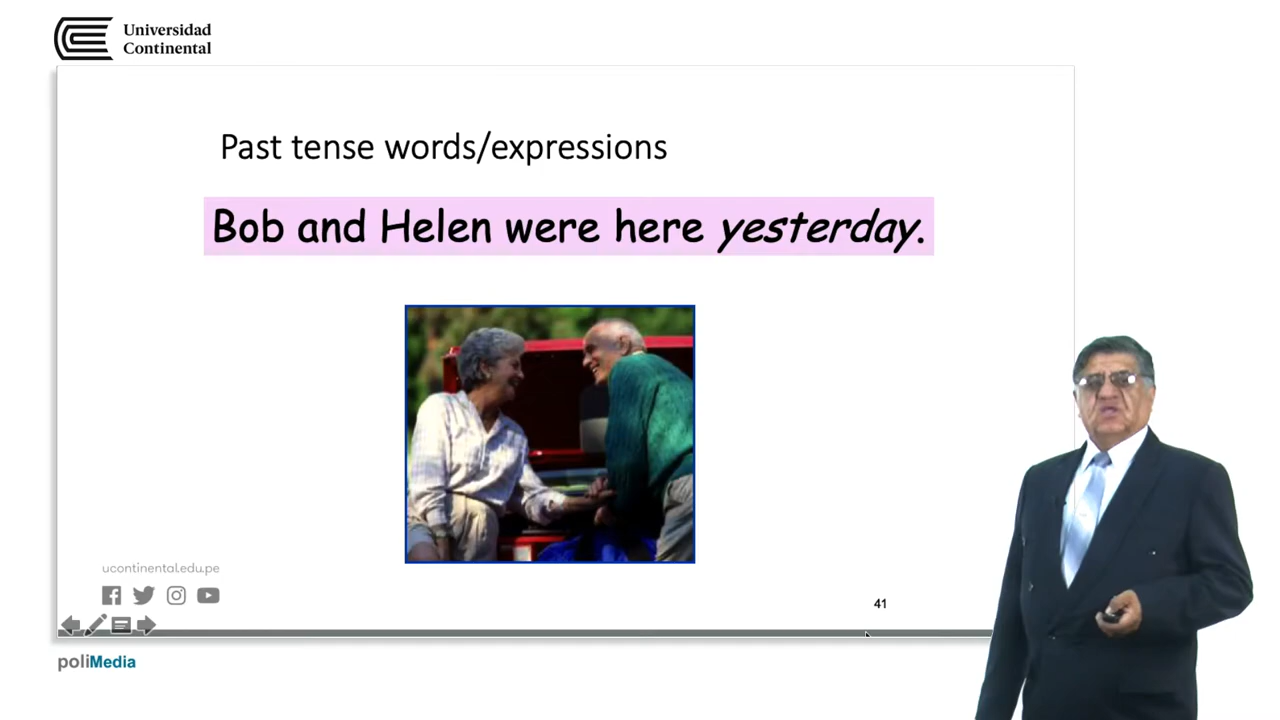 Universidad
Continental
Past tense words/expressions
Bob and Helen were here yesterday.
ucontinental.edu.pe
41
poliMedia